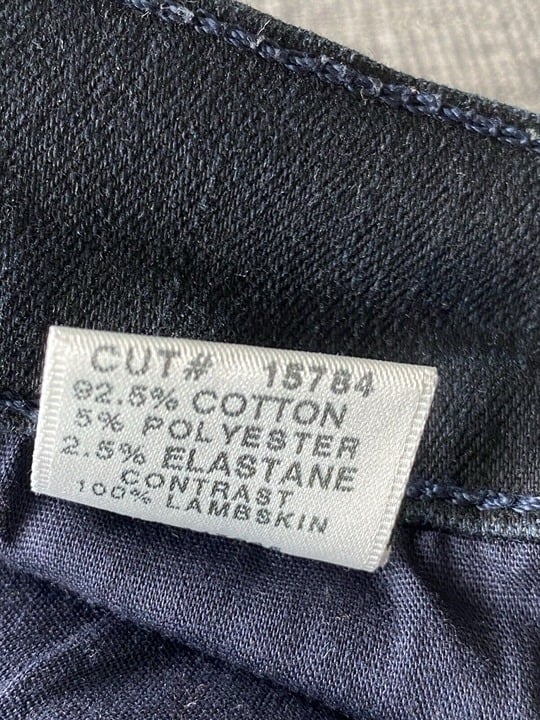 CUT# 15784
92.5% COTTON
5% POLYESTER
2.5% ELASTANE
CONTRAST
100% LAMBSKIN